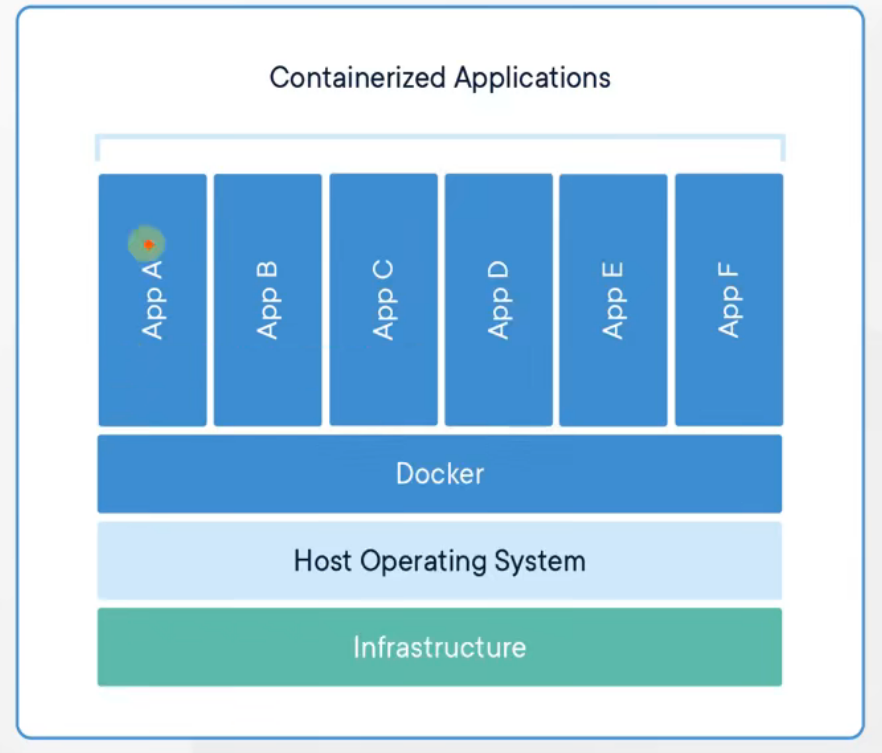 Containerized Applications
App A
App B
App C
App D
App E
App F
Docker
Host Operating System
Infrastructure